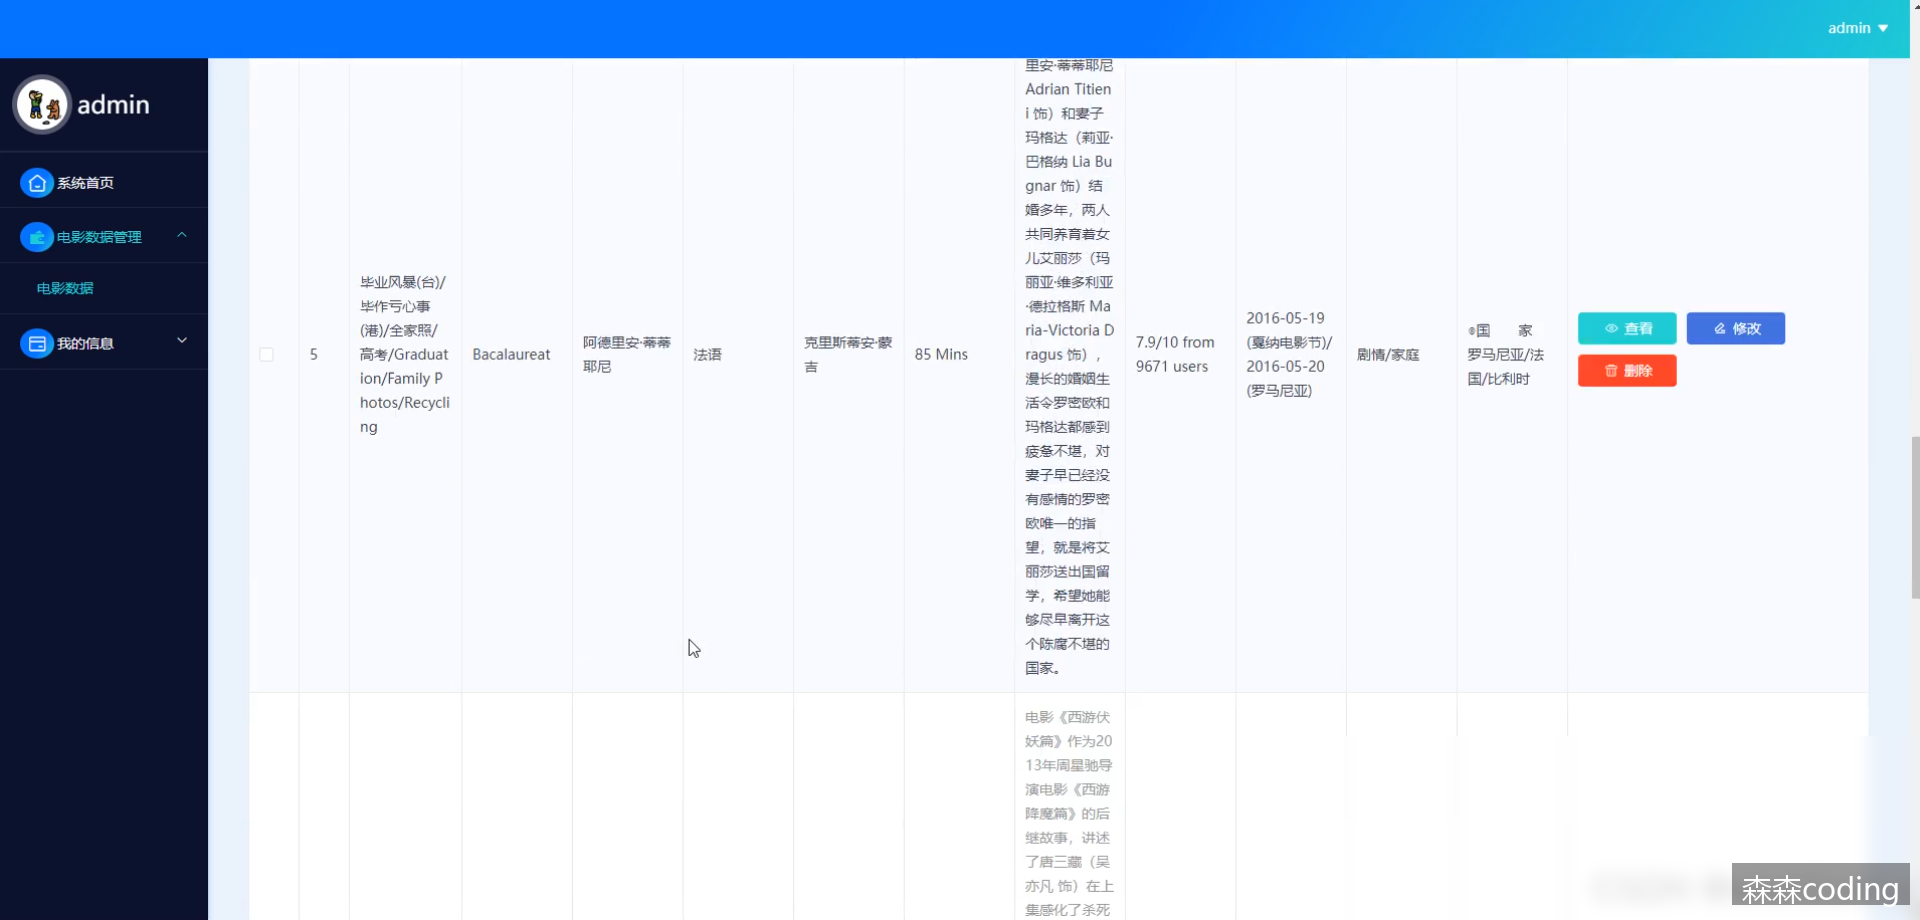 admin
admin
系统首页
电影数据管理
电影数据
我的信息
5
毕业风暴(台)/
毕作亏心事
(港)/全家照/
高考/Graduat
ion/Family P
hotos/Recycli
ng
Bacalaureat
阿德里安·蒂蒂
耶尼
法语
克里斯蒂安·蒙
吉
85 Mins
里安·蒂蒂耶尼
Adrian Titien
i 饰）和妻子
玛格达（莉亚·
巴格纳 Lia Bu
gnar 饰）结
婚多年，两人
共同养育着女
儿艾丽莎（玛
丽亚·维多利亚
·德拉格斯 Ma
ria-Victoria D
ragus 饰），
漫长的婚姻生
活令罗密欧和
玛格达都感到
疲惫不堪，对
妻子早已经没
有感情的罗密
欧唯一的指
望，就是将艾
丽莎送出国留
学，希望她能
够尽早离开这
个陈腐不堪的
国家。
7.9/10 from
9671 users
2016-05-19
(戛纳电影节)/
2016-05-20
(罗马尼亚)
剧情/家庭
国 家
罗马尼亚/法
国/比利时
查看
修改
删除
电影《西游伏
妖篇》作为20
13年周星驰导
演电影《西游
降魔篇》的后
继故事，讲述
了唐三藏（吴
亦凡 饰）在上
集感化了杀死
森森coding